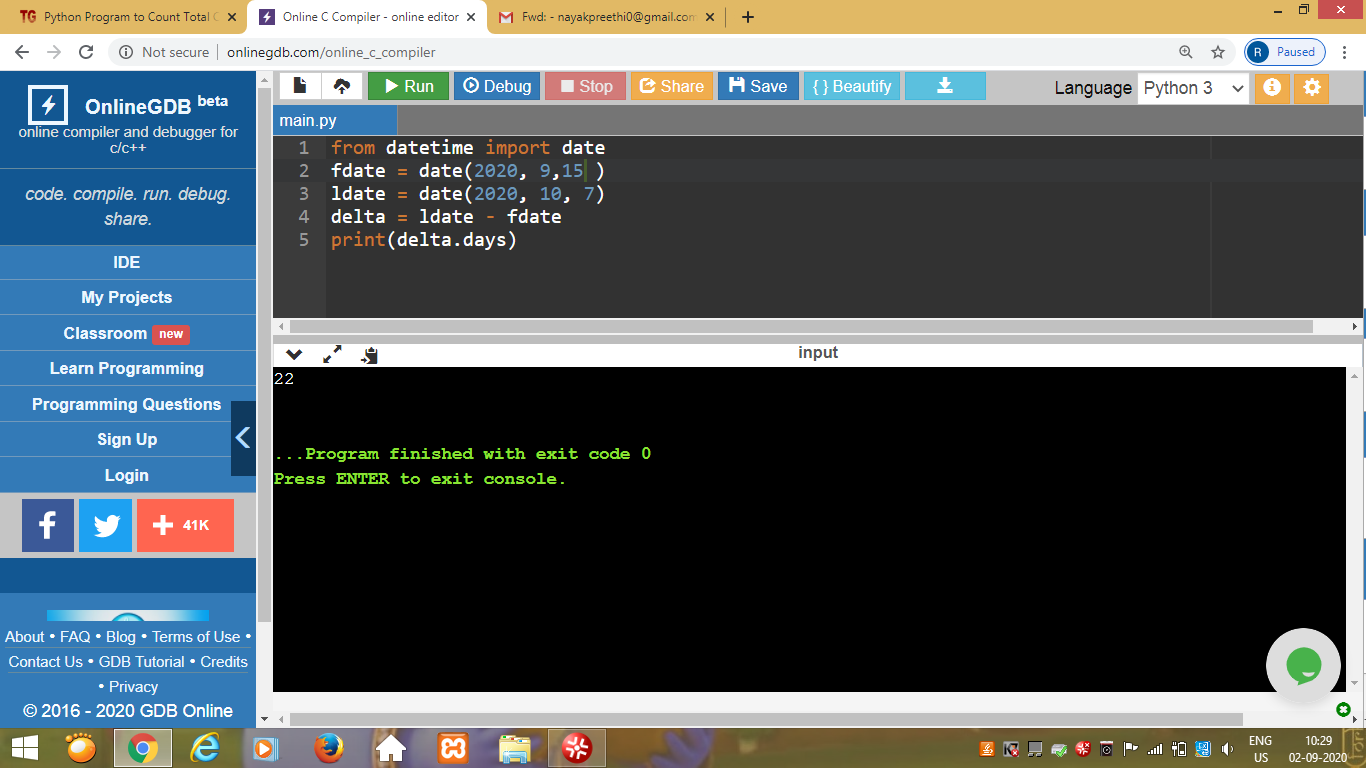 Python Program to Count Total
Online C Compiler - online editor
Fwd: - nayakpreethi0@gmail.com
Not secure
onlinegdb.com/online_c_compiler
R Paused
OnlineGDB beta
online compiler and debugger for
c/c++
code. compile. run. debug.
share.
IDE
My Projects
Classroom new
Learn Programming
Programming Questions
Sign Up
Login
41K
About • FAQ • Blog • Terms of Use •
Contact Us • GDB Tutorial • Credits
• Privacy
© 2016 - 2020 GDB Online
Run Debug Stop Share Save { } Beautify
Language Python 3
main.py
1 from datetime import date
2 fdate = date(2020, 9,15 )
3 ldate = date(2020, 10, 7)
4 delta = ldate - fdate
5 print(delta.days)
input
22
...Program finished with exit code 0
Press ENTER to exit console.
ENG
US
10:29
02-09-2020